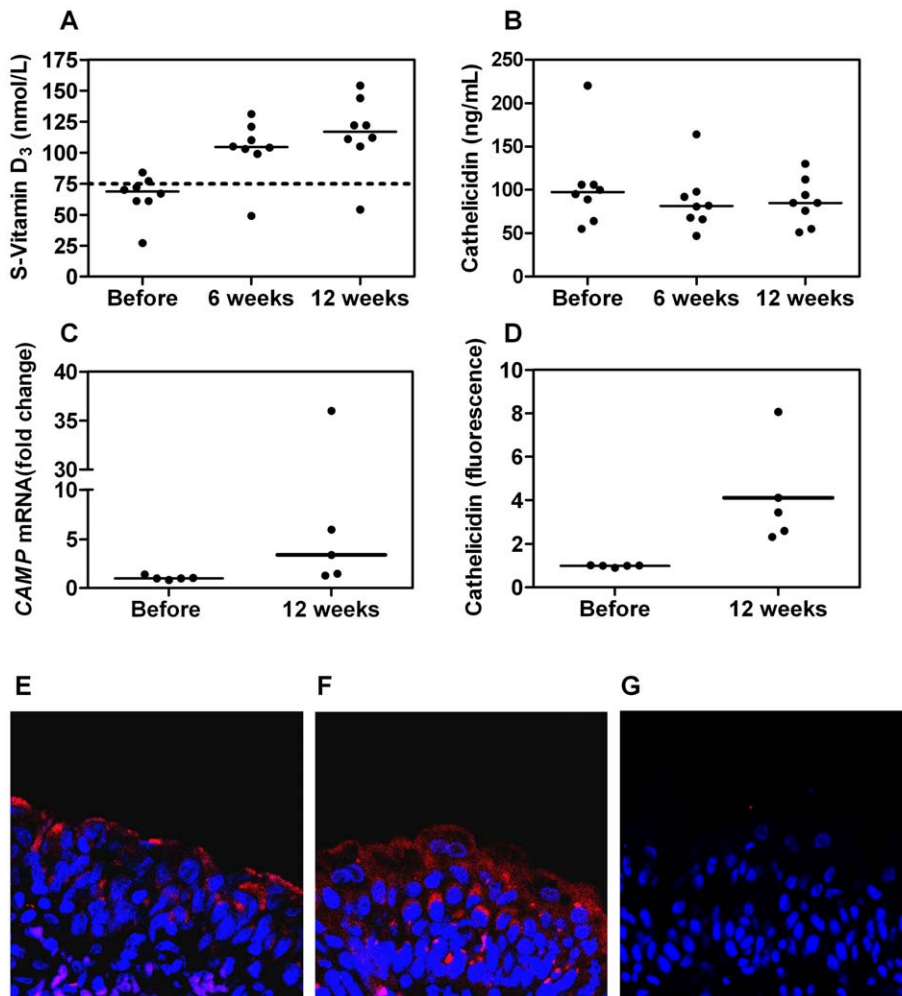 A
S-Vitamin D3 (nmol/L)
175
150
125
100
75
50
25
0
Before 6 weeks 12 weeks
B
Cathelicidin (ng/mL)
250
200
150
100
50
0
Before 6 weeks 12 weeks
C
CAMP mRNA(fold change)
40
35
30
10
5
0
Before 12 weeks
D
Cathelicidin (fluorescence)
10
8
6
4
2
0
Before 12 weeks
E F G